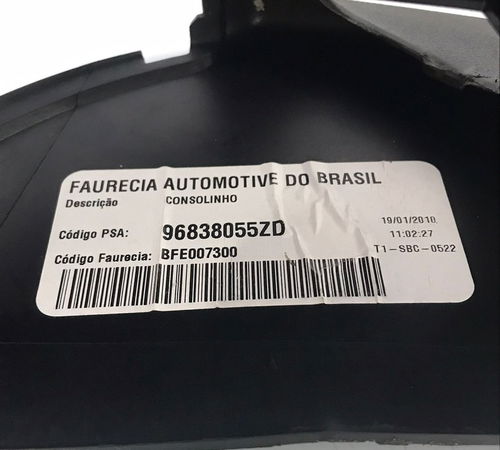 FAURECIA AUTOMOTIVE DO BRASIL
Descrição CONSOLINHO
Código PSA: 96838055ZD 19/01/2010.
11:02:27
Código Faurecia: BFE007300 T1-SBC-0522